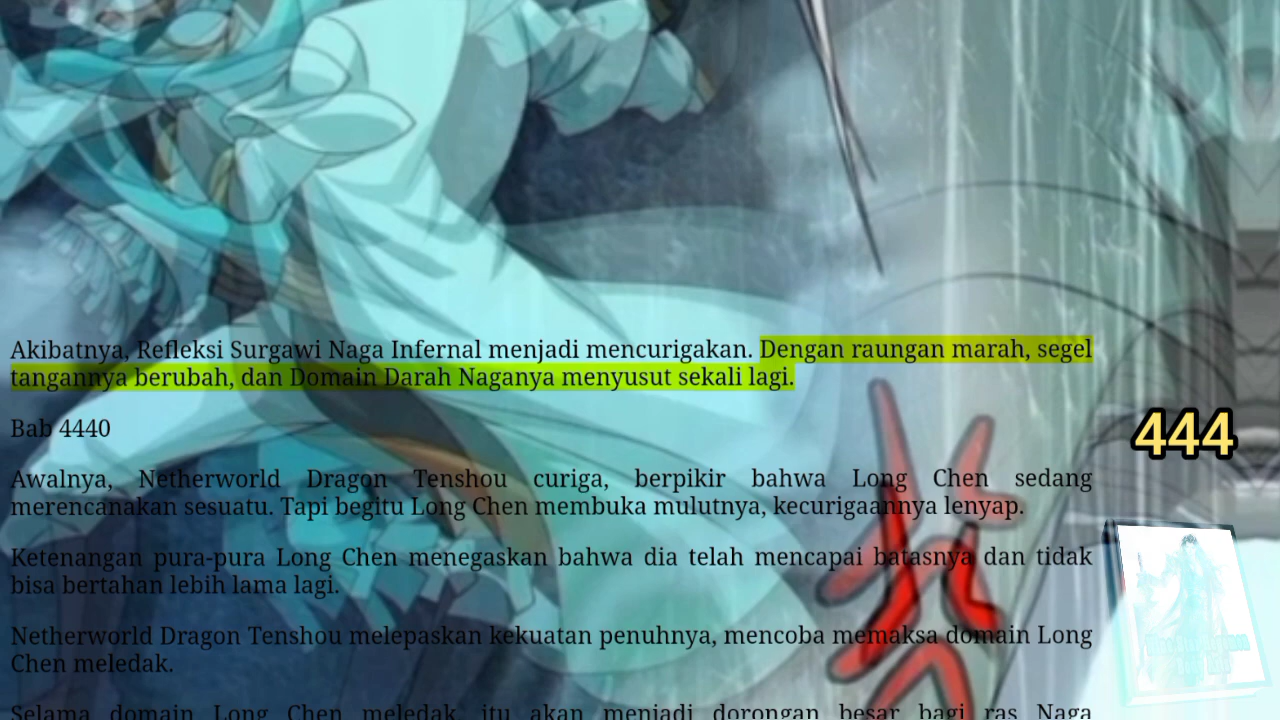 Akibatnya, Refleksi Surgawi Naga Infernal menjadi mencurigakan. Dengan raungan marah, segel
tangannya berubah, dan Domain Darah Naganya menyusut sekali lagi.
Bab 4440
444
Awalnya, Netherworld Dragon Tenshou curiga, berpikir bahwa Long Chen sedang
merencanakan sesuatu. Tapi begitu Long Chen membuka mulutnya, kecurigaannya lenyap.
Ketenangan pura-pura Long Chen menegaskan bahwa dia telah mencapai batasnya dan tidak
bisa bertahan lebih lama lagi.
Netherworld Dragon Tenshou melepaskan kekuatan penuhnya, mencoba memaksa domain Long
Chen meledak.
Selama domain Long Chen meledak, itu akan menjadi dorongan besar bagi ras Naga